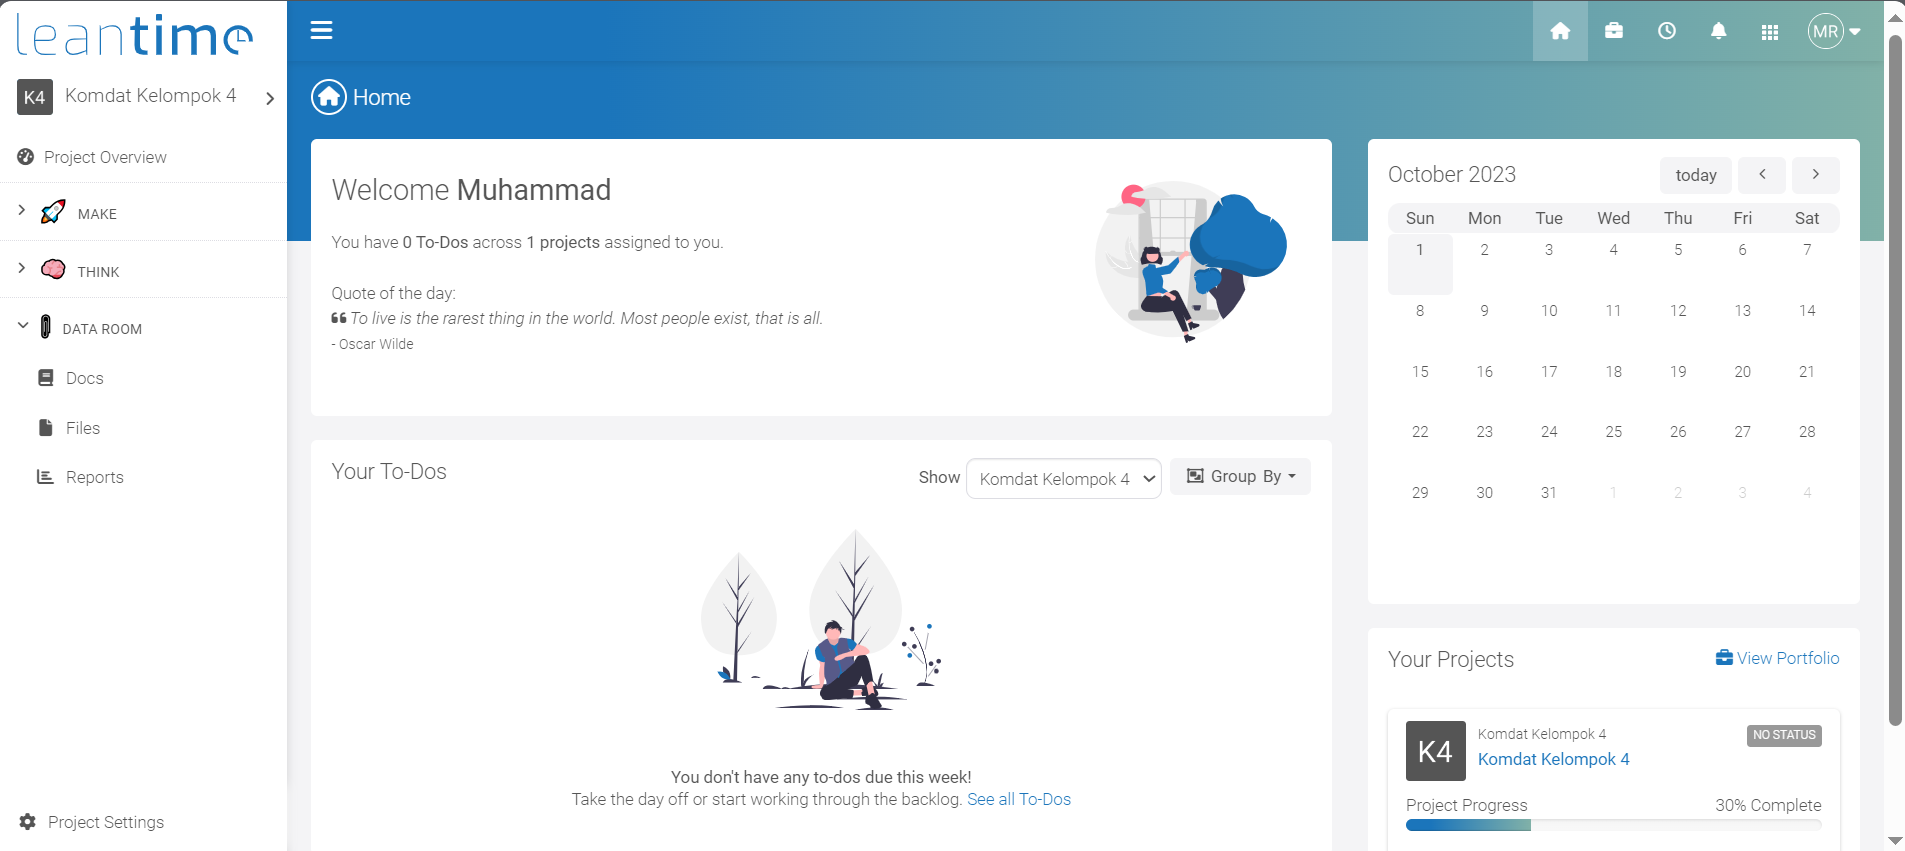 leantime
K4 Komdat Kelompok 4
Project Overview
MAKE
THINK
DATA ROOM
Docs
Files
Reports
Project Settings
MR
Home
Welcome Muhammad
You have 0 To-Dos across 1 projects assigned to you.
Quote of the day:
To live is the rarest thing in the world. Most people exist, that is all.
- Oscar Wilde
Your To-Dos
Show Komdat Kelompok 4 Group By
You don't have any to-dos due this week!
Take the day off or start working through the backlog. See all To-Dos
October 2023 today
Sun Mon Tue Wed Thu Fri Sat
1 2 3 4 5 6 7
8 9 10 11 12 13 14
15 16 17 18 19 20 21
22 23 24 25 26 27 28
29 30 31 1 2 3 4
Your Projects View Portfolio
K4
Komdat Kelompok 4 NO STATUS
Komdat Kelompok 4
Project Progress 30% Complete